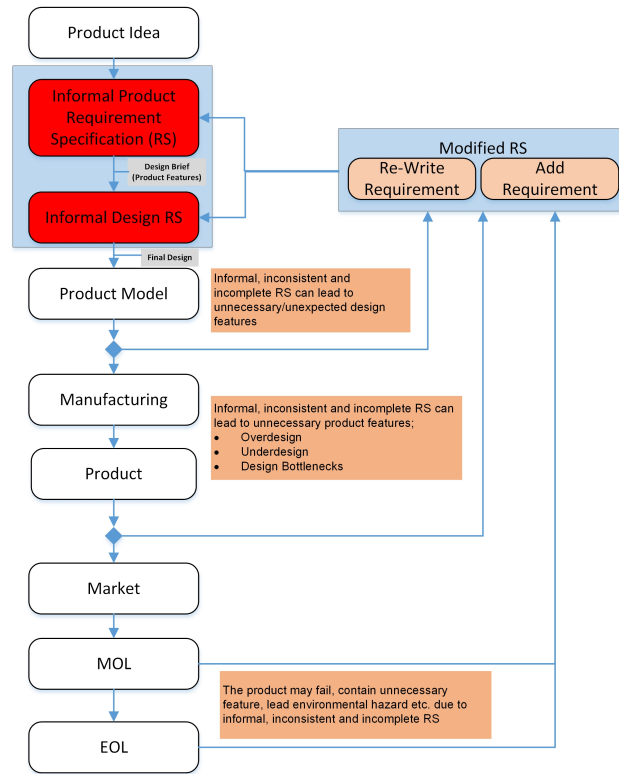 Product Idea
Informal Product
Requirement
Specification (RS)
Design Brief
(Product Features)
Informal Design RS
Final Design
Product Model
Modified RS
Re-Write
Requirement
Add
Requirement
Informal, inconsistent and
incomplete RS can lead to
unnecessary/unexpected design
features
Manufacturing
Informal, inconsistent and incomplete RS can
lead to unnecessary product features;
• Overdesign
• Underdesign
• Design Bottlenecks
Product
Market
MOL
The product may fail, contain unnecessary
feature, lead environmental hazard etc. due to
informal, inconsistent and incomplete RS
EOL